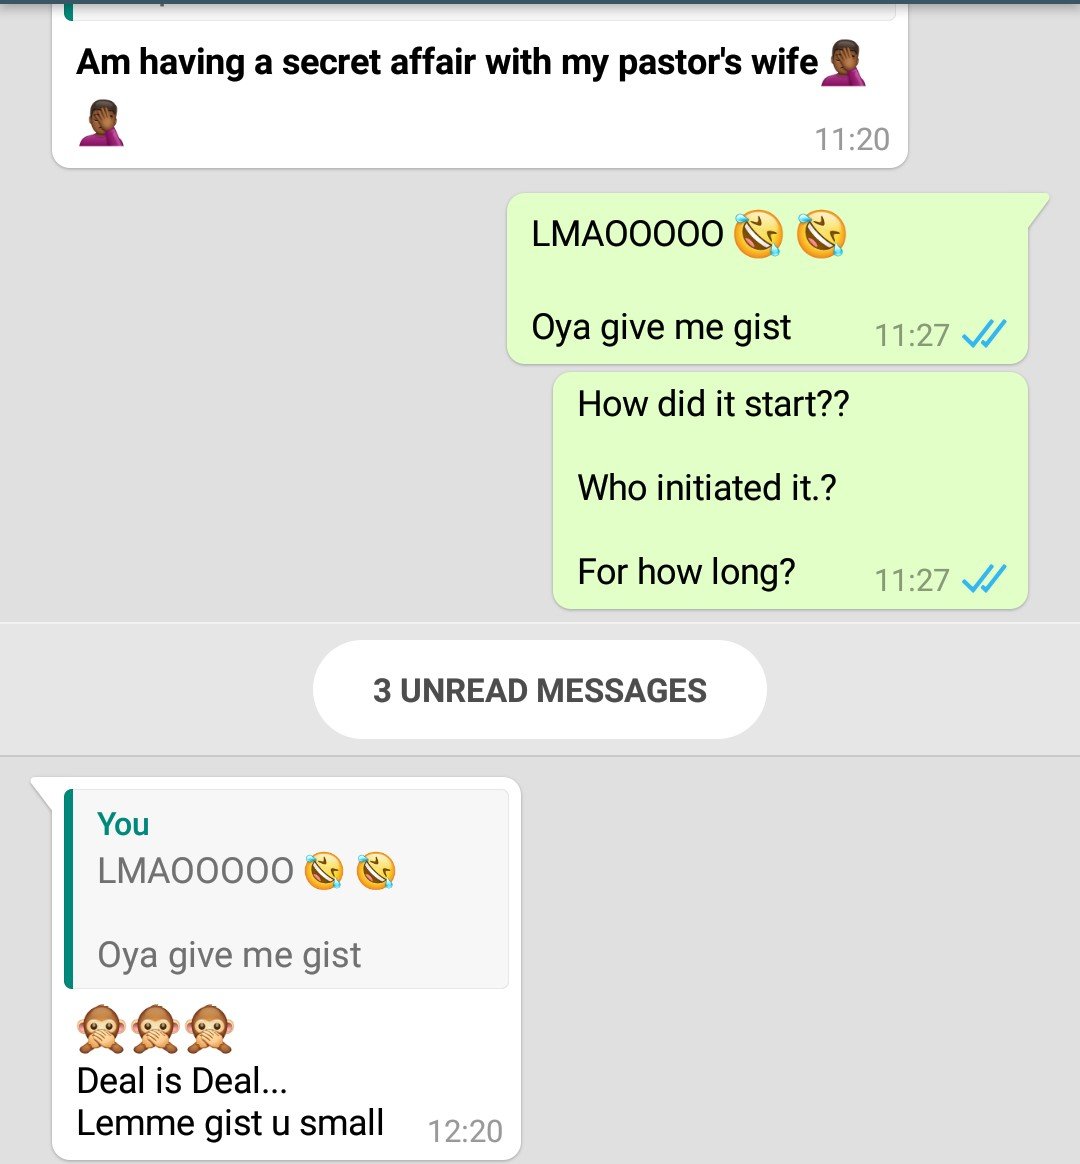 Am having a secret affair with my pastor's wife🤦🏾‍♂️
🤦🏾‍♂️
11:20
LMAOOOOO 🤣 🤣
Oya give me gist
11:27
How did it start??
Who initiated it.?
For how long?
11:27
3 UNREAD MESSAGES
You
LMAOOOOO 🤣 🤣
Oya give me gist
🙊🙊🙊
Deal is Deal...
Lemme gist u small
12:20